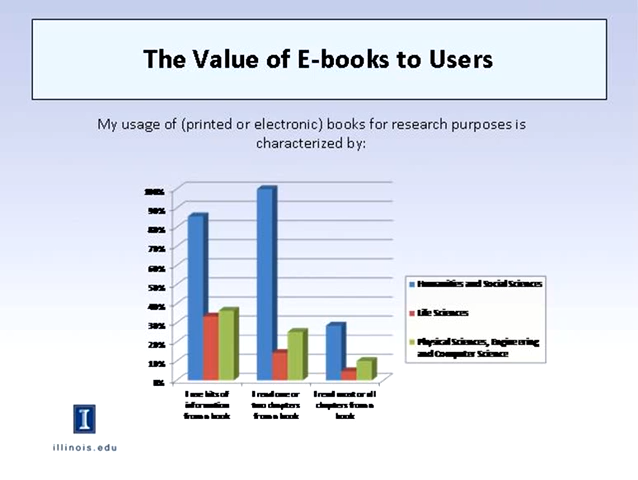 The Value of E-books to Users
My usage of (printed or electronic) books for research purposes is
characterized by:
100%
90%
80%
70%
60%
50%
40%
30%
20%
10%
0%
I use bits of
information
from a book
I read one or
two chapters
from a book
I read most or all
chapters from a
book
Humanities and Social Sciences
Life Sciences
Physical Sciences, Engineering
and Computer Science
I
illinois.edu